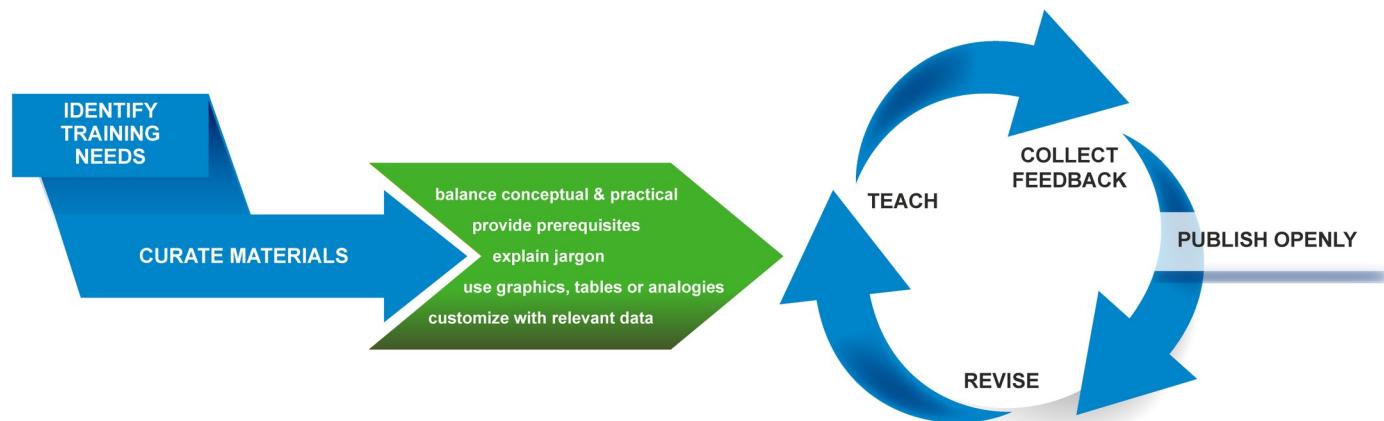 IDENTIFY
TRAINING
NEEDS
CURATE MATERIALS
balance conceptual & practical
provide prerequisites
explain jargon
use graphics, tables or analogies
customize with relevant data
TEACH
COLLECT
FEEDBACK
PUBLISH OPENLY
REVISE